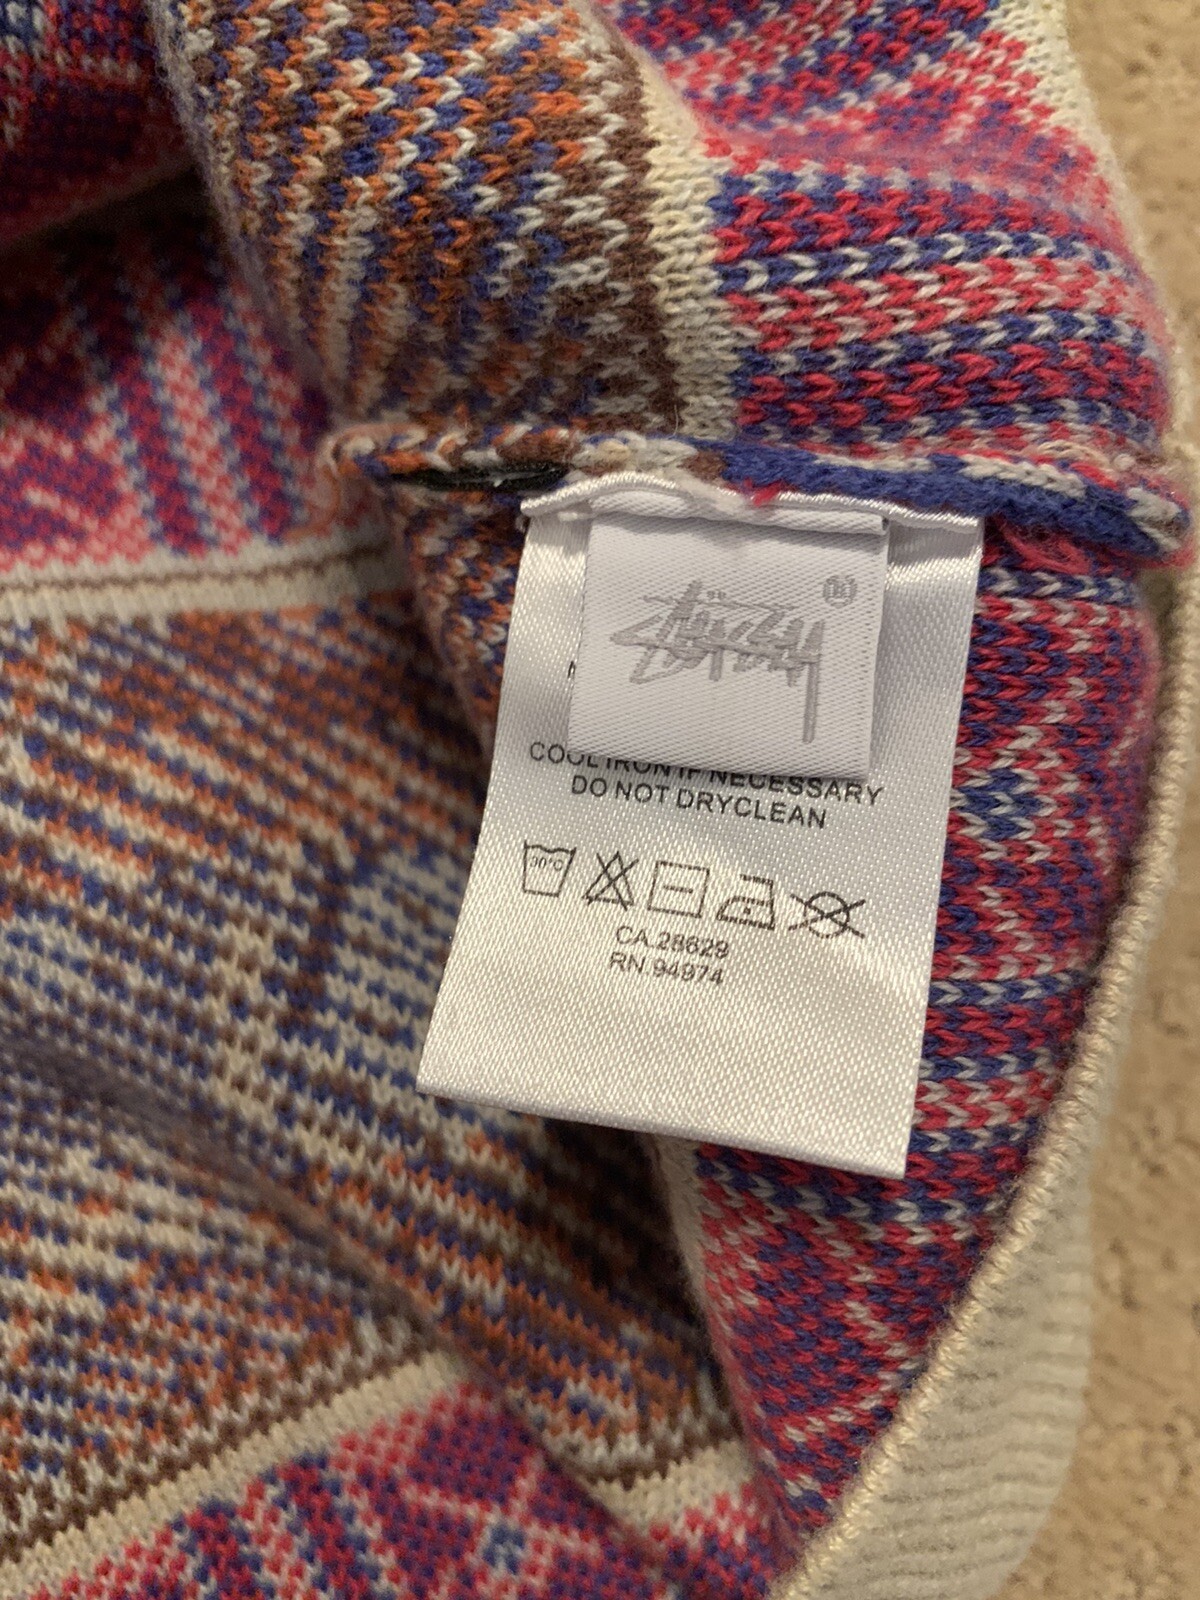 Stüssy ®
COOL IRON IF NECESSARY
DO NOT DRYCLEAN
30°C
CA.28629
RN.94974